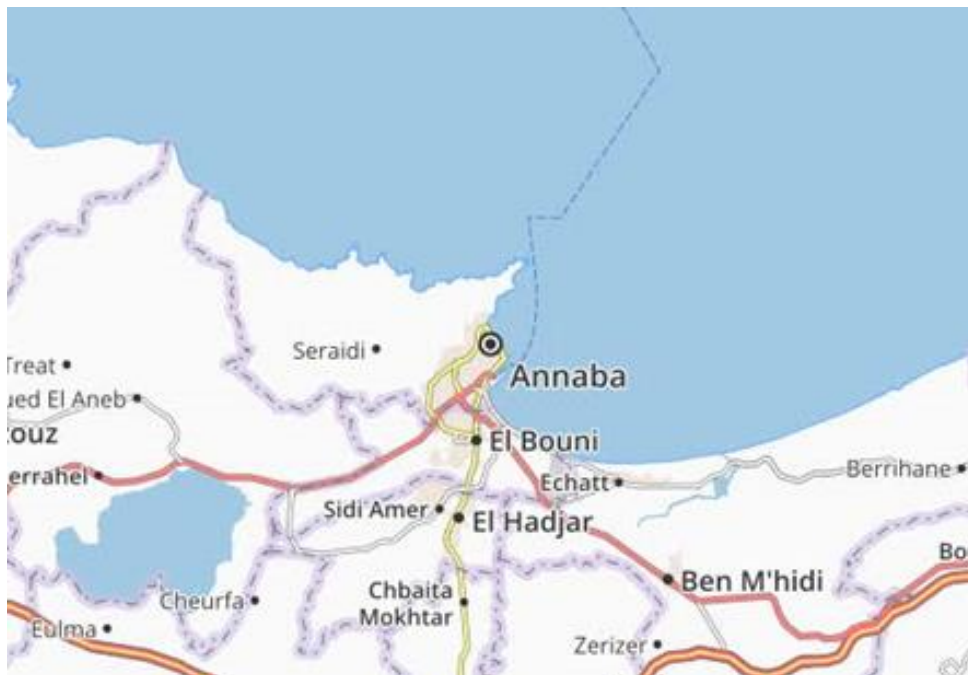 Seraidi
Treat
Annaba
ued El Aneb
couz
El Bouni
errahel
Echatt
Berrihane
Sidi Amer
El Hadjar
Bo
Ben M'hidi
Chbaita
Mokhtar
Cheurfa
Eulma
Zerizer